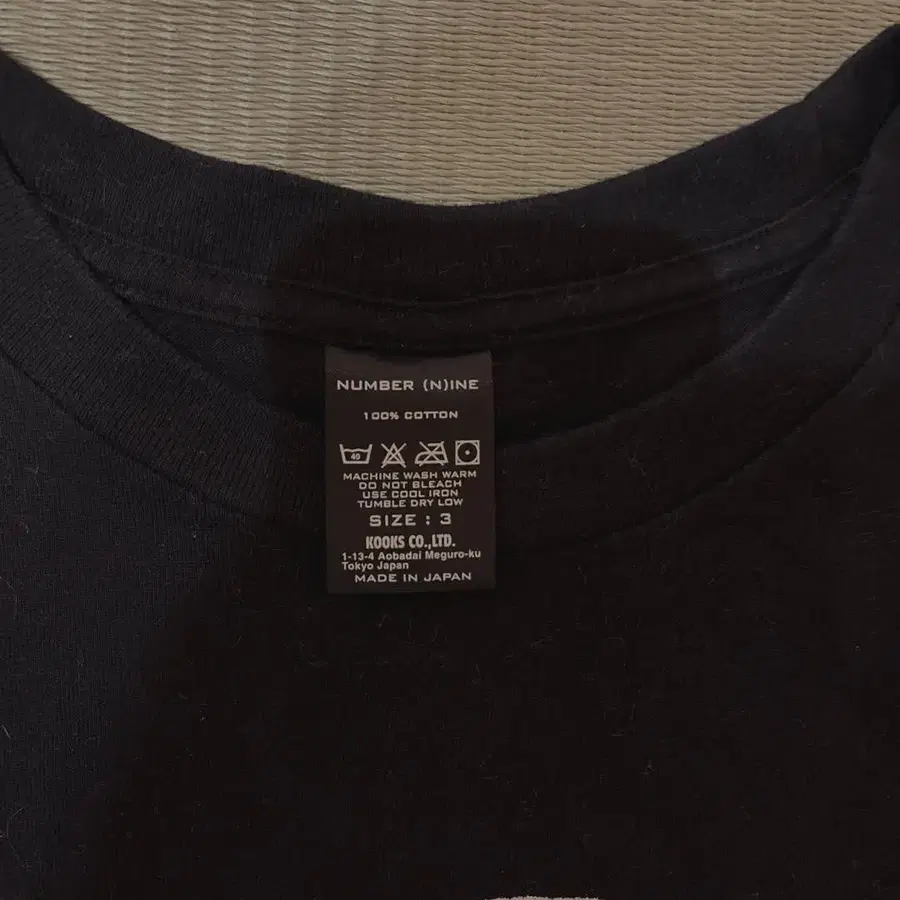 NUMBER (N)INE
100% COTTON
40
MACHINE WASH WARM
DO NOT BLEACH
USE COOL IRON
TUMBLE DRY LOW
SIZE : 3
KOOKS CO.,LTD.
1-13-4 Aobadai Meguro-ku
Tokyo Japan
MADE IN JAPAN